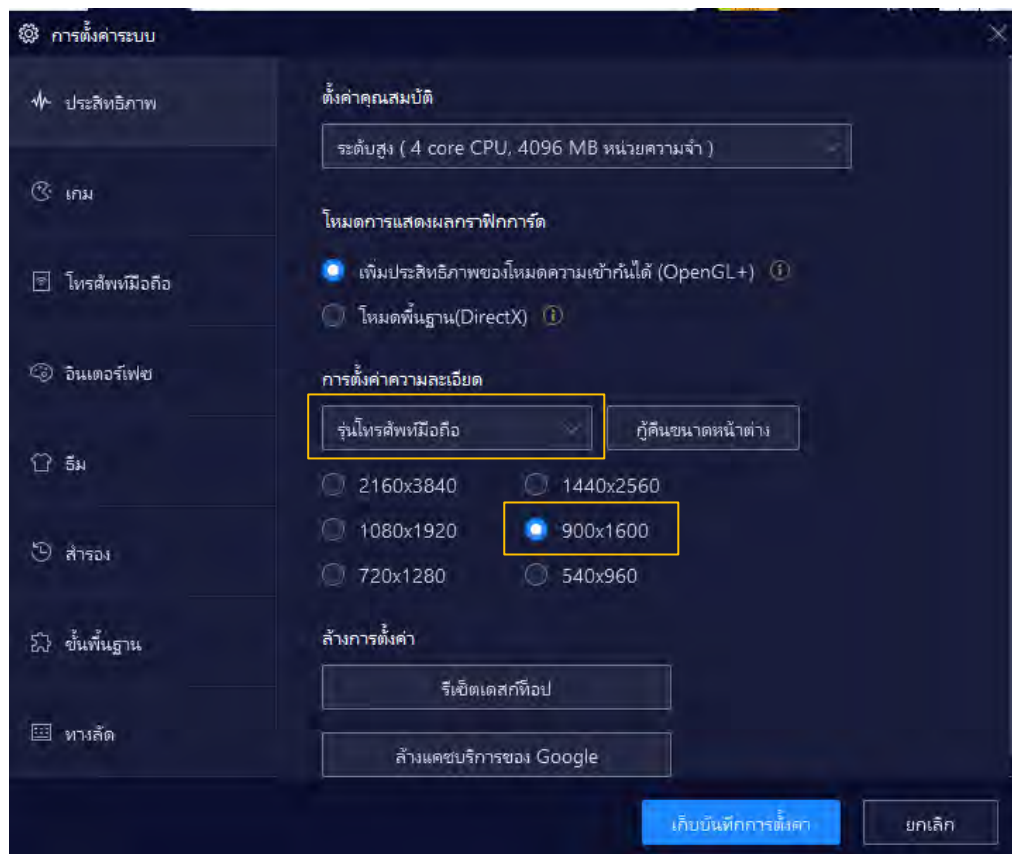 การตั้งค่าระบบ
ประสิทธิภาพ
เกม
โทรศัพท์มือถือ
อินเตอร์เฟซ
ธีม
สำรอง
ขั้นพื้นฐาน
ทางลัด
ตั้งค่าคุณสมบัติ
ระดับสูง ( 4 core CPU, 4096 MB หน่วยความจำ )
โหมดการแสดงผลกราฟิกการ์ด
เพิ่มประสิทธิภาพของโหมดความเข้ากันได้ (OpenGL+)
โหมดพื้นฐาน(DirectX)
การตั้งค่าความละเอียด
รุ่นโทรศัพท์มือถือ กู้คืนขนาดหน้าต่าง
2160x3840 1440x2560
1080x1920 900x1600
720x1280 540x960
ล้างการตั้งค่า
รีเซ็ตเดสก์ท็อป
ล้างแคชบริการของ Google
เก็บบันทึกการตั้งค่า ยกเลิก